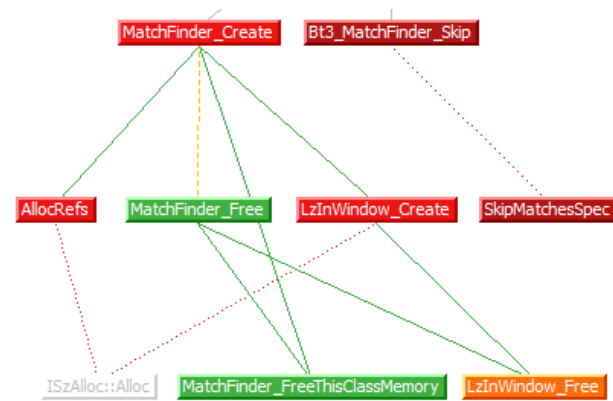 MatchFinder_Create
Bt3_MatchFinder_Skip
AllocRefs
MatchFinder_Free
LzInWindow_Create
SkipMatchesSpec
ISzAlloc::Alloc
MatchFinder_FreeThisClassMemory
LzInWindow_Free